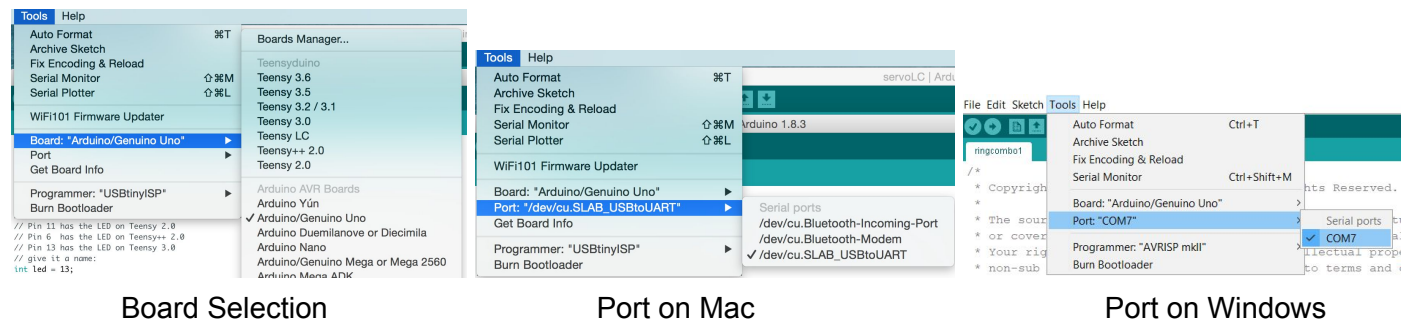 Tools Help
Auto Format ⌘T
Archive Sketch
Fix Encoding & Reload
Serial Monitor ⇧⌘M
Serial Plotter ⇧⌘L
WiFi101 Firmware Updater
Board: "Arduino/Genuino Uno"
Port
Get Board Info
Programmer: "USBtinyISP"
Burn Bootloader
// Pin 11 has the LED on Teensy 2.0
// Pin 6 has the LED on Teensy++ 2.0
// Pin 13 has the LED on Teensy 3.0
// give it a name:
int led = 13;
Boards Manager...
Teensyduino
Teensy 3.6
Teensy 3.5
Teensy 3.2 / 3.1
Teensy 3.0
Teensy LC
Teensy++ 2.0
Teensy 2.0
Arduino AVR Boards
Arduino Yún
✓ Arduino/Genuino Uno
Arduino Duemilanove or Diecimila
Arduino Nano
Arduino/Genuino Mega or Mega 2560
Arduino Mega ADK
Board Selection
Tools Help
Auto Format ⌘T
Archive Sketch
Fix Encoding & Reload
Serial Monitor ⇧⌘M
Serial Plotter ⇧⌘L
WiFi101 Firmware Updater
Board: "Arduino/Genuino Uno"
Port: "/dev/cu.SLAB_USBtoUART"
Get Board Info
Programmer: "USBtinyISP"
Burn Bootloader
servoLC | Ardu
Arduino 1.8.3
Serial ports
/dev/cu.Bluetooth-Incoming-Port
/dev/cu.Bluetooth-Modem
✓ /dev/cu.SLAB_USBtoUART
Port on Mac
File Edit Sketch Tools Help
ringcombo1
Auto Format Ctrl+T
Archive Sketch
Fix Encoding & Reload
Serial Monitor Ctrl+Shift+M
Board: "Arduino/Genuino Uno"
Port: "COM7"
Programmer: "AVRISP mkII"
Burn Bootloader
Serial ports
✓ COM7
/*
* Copyrigh hts Reserved.
*
* The sour
* or cover
* Your rig llectual prope
* non-sub to terms and
Port on Windows